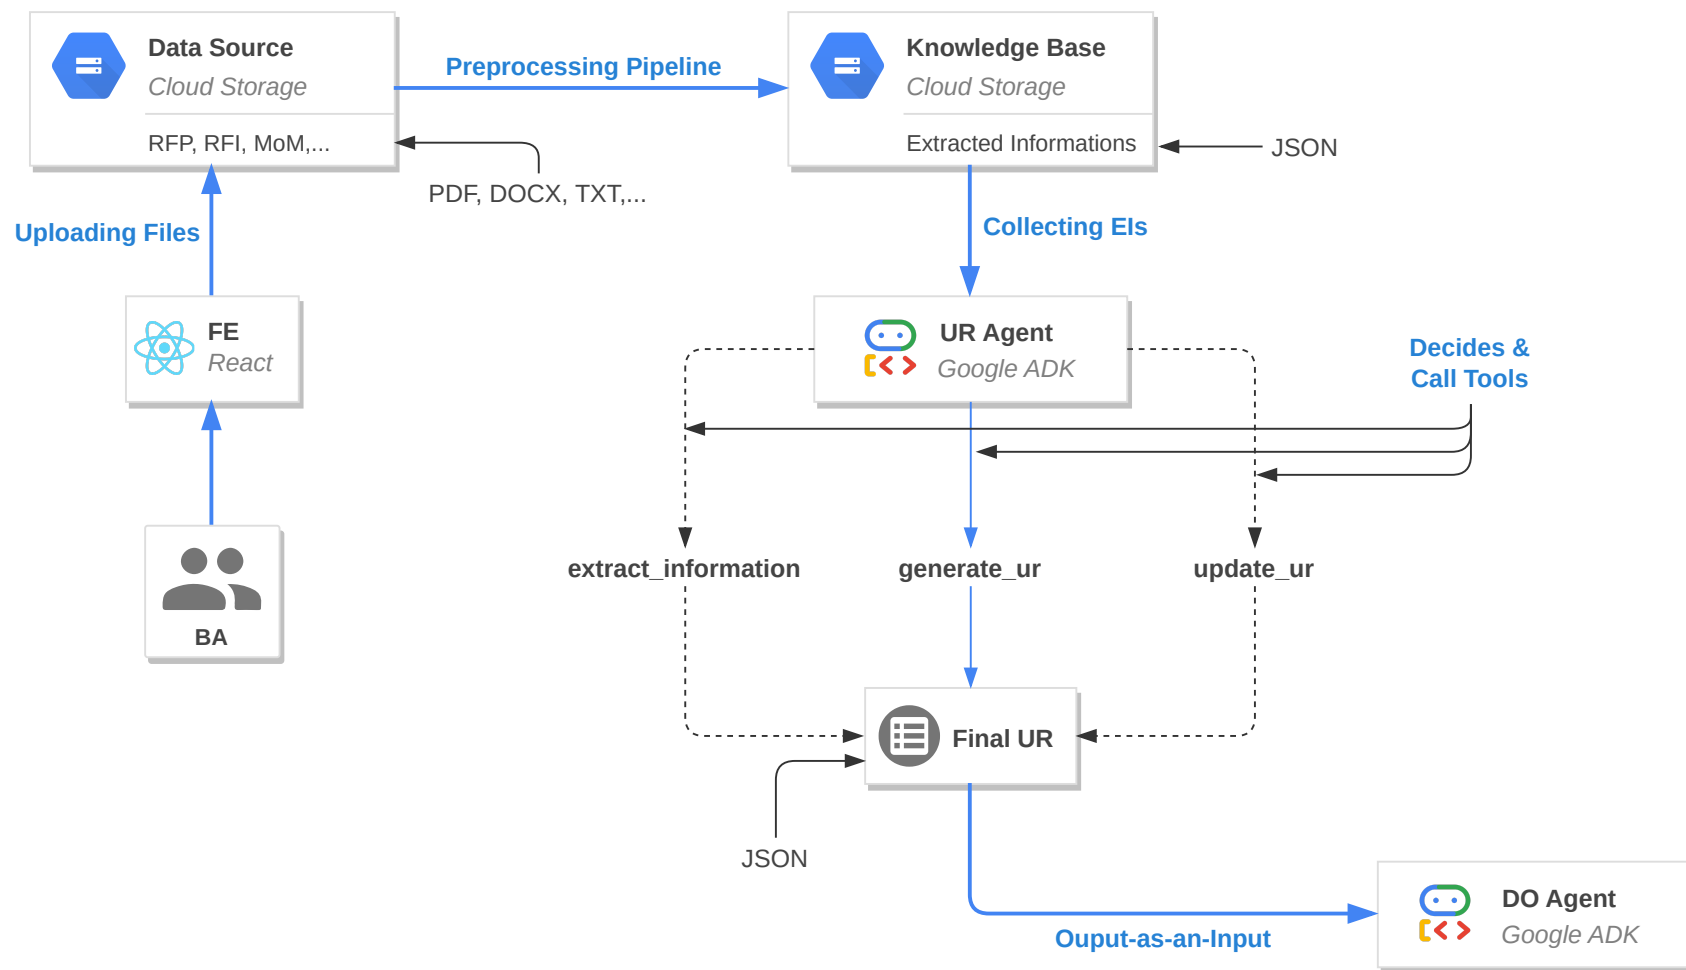 Data Source
Cloud Storage
RFP, RFI, MoM,...
Preprocessing Pipeline
Knowledge Base
Cloud Storage
Extracted Informations
JSON
PDF, DOCX, TXT,...
Uploading Files
Collecting EIs
FE
React
UR Agent
Google ADK
Decides &
Call Tools
extract_information
generate_ur
update_ur
BA
Final UR
JSON
DO Agent
Google ADK
Ouput-as-an-Input